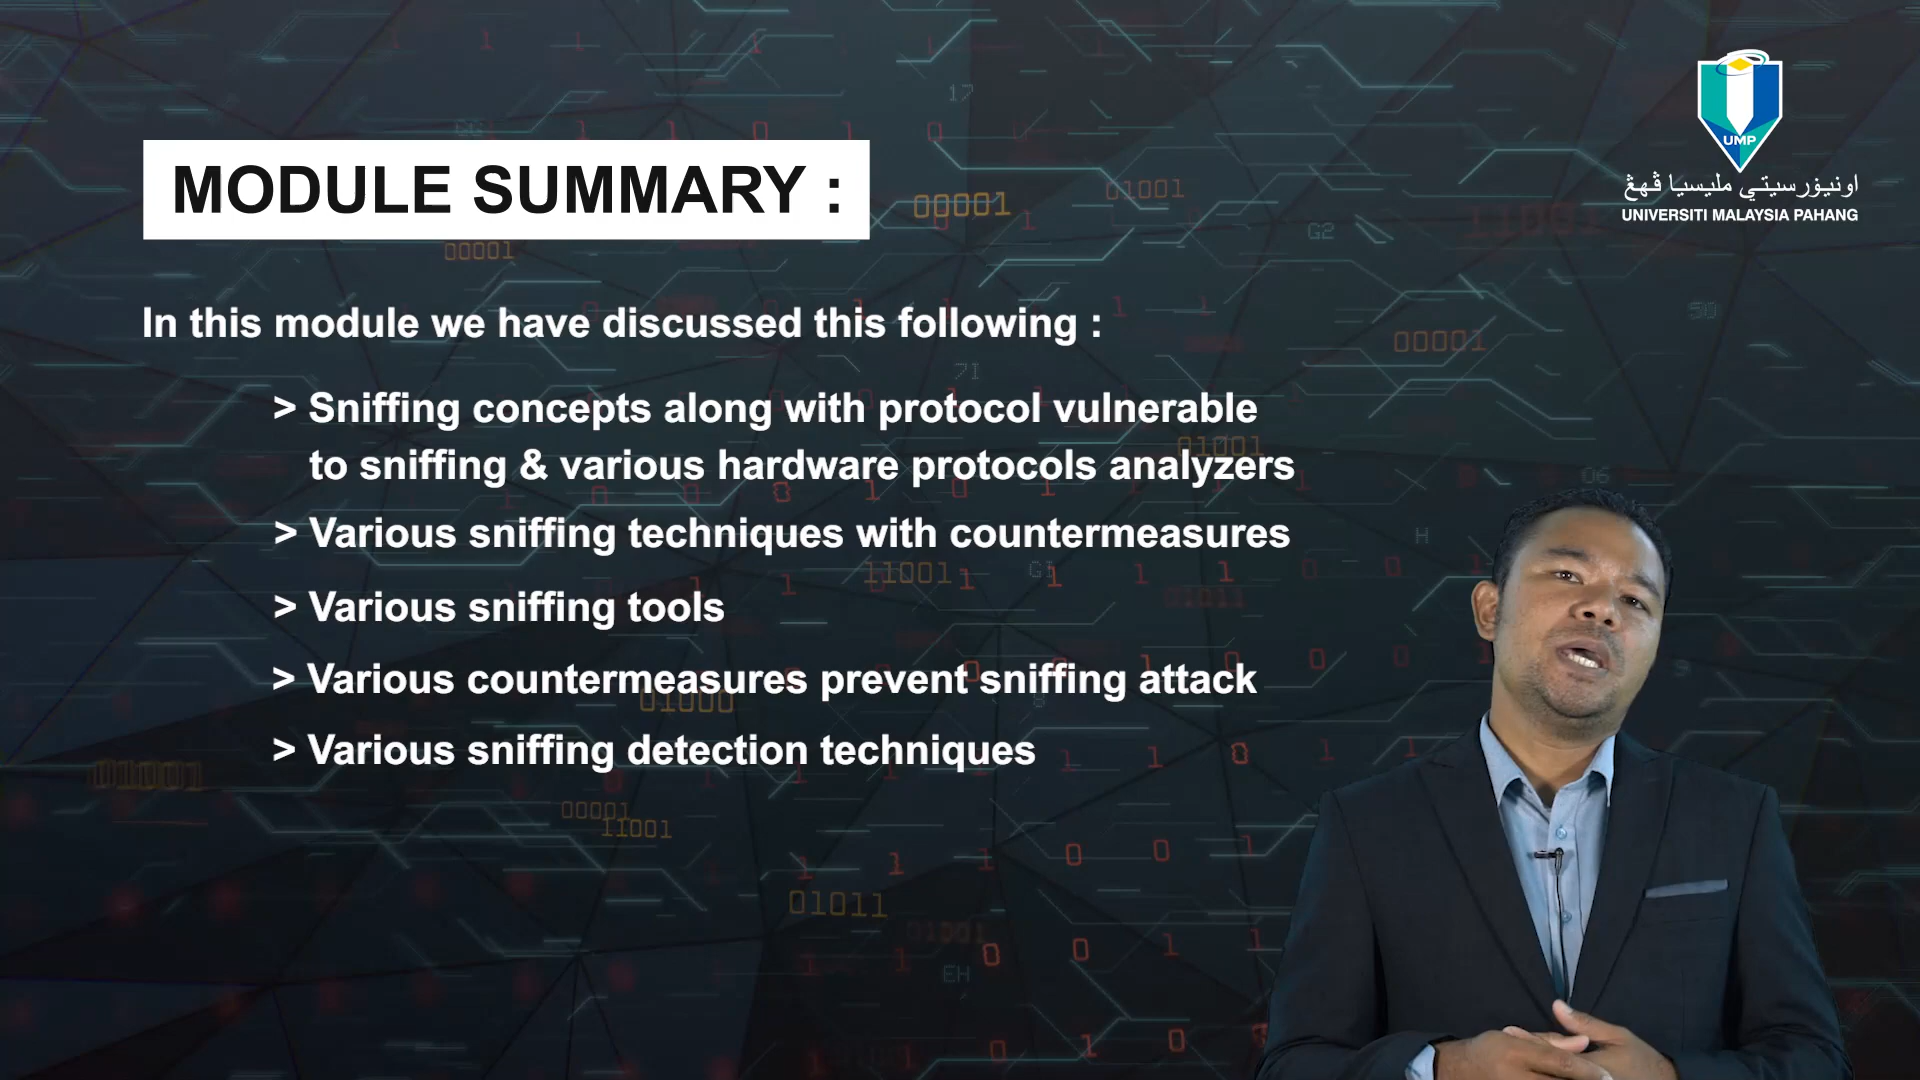 MODULE SUMMARY :
UMP
اونيۏرسيتي مليسيا ڤهڠ
UNIVERSITI MALAYSIA PAHANG
In this module we have discussed this following :
> Sniffing concepts along with protocol vulnerable
to sniffing & various hardware protocols analyzers
> Various sniffing techniques with countermeasures
> Various sniffing tools
> Various countermeasures prevent sniffing attack
> Various sniffing detection techniques